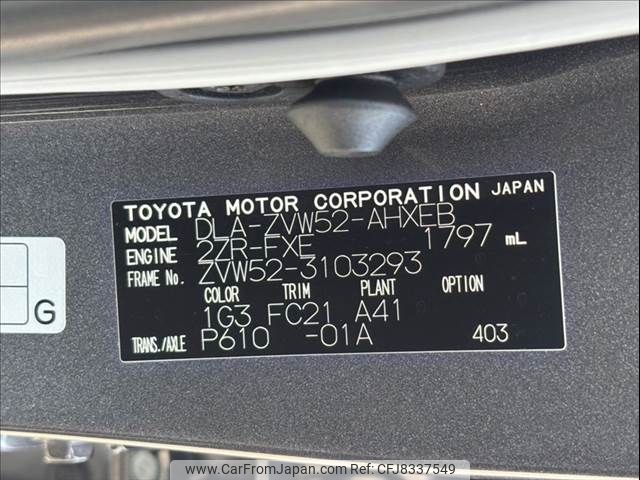 TOYOTA MOTOR CORPORATION JAPAN
MODEL DLA-ZVW52-AHXEB
ENGINE 2ZR-FXE 1797 mL
FRAME No. ZVW52-3103293
COLOR TRIM PLANT OPTION
1G3 FC21 A41
TRANS./AXLE P610 -01A 403
G
www.CarFromJapan.com CFJ8337549